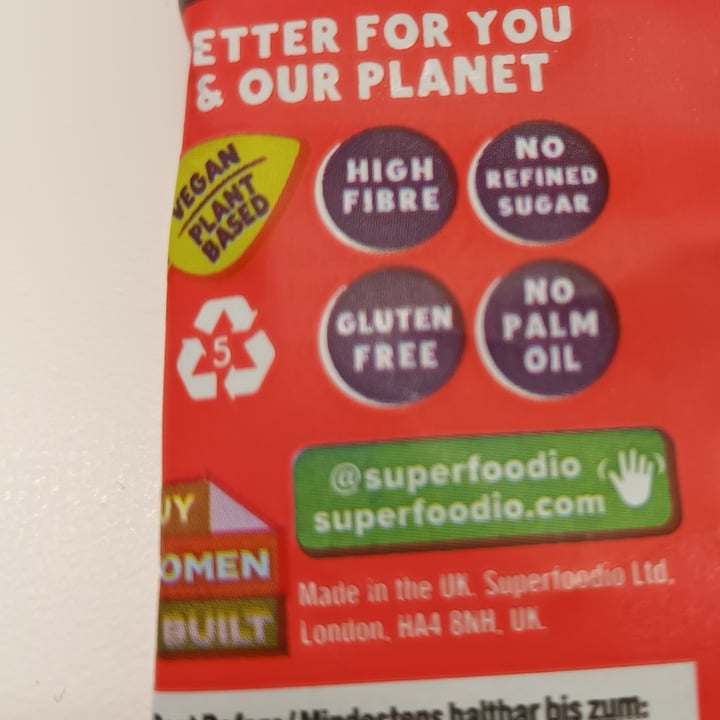 ETTER FOR YOU
& OUR PLANET
VEGAN
PLANT
BASED
HIGH
FIBRE
NO
REFINED
SUGAR
5
GLUTEN
FREE
NO
PALM
OIL
@superfoodio
superfoodio.com
UY
OMEN
BUILT
Made in the UK. Superfoodio Ltd,
London, HA4 8NH, UK.
Before / Mindestens haltbar bis zum: